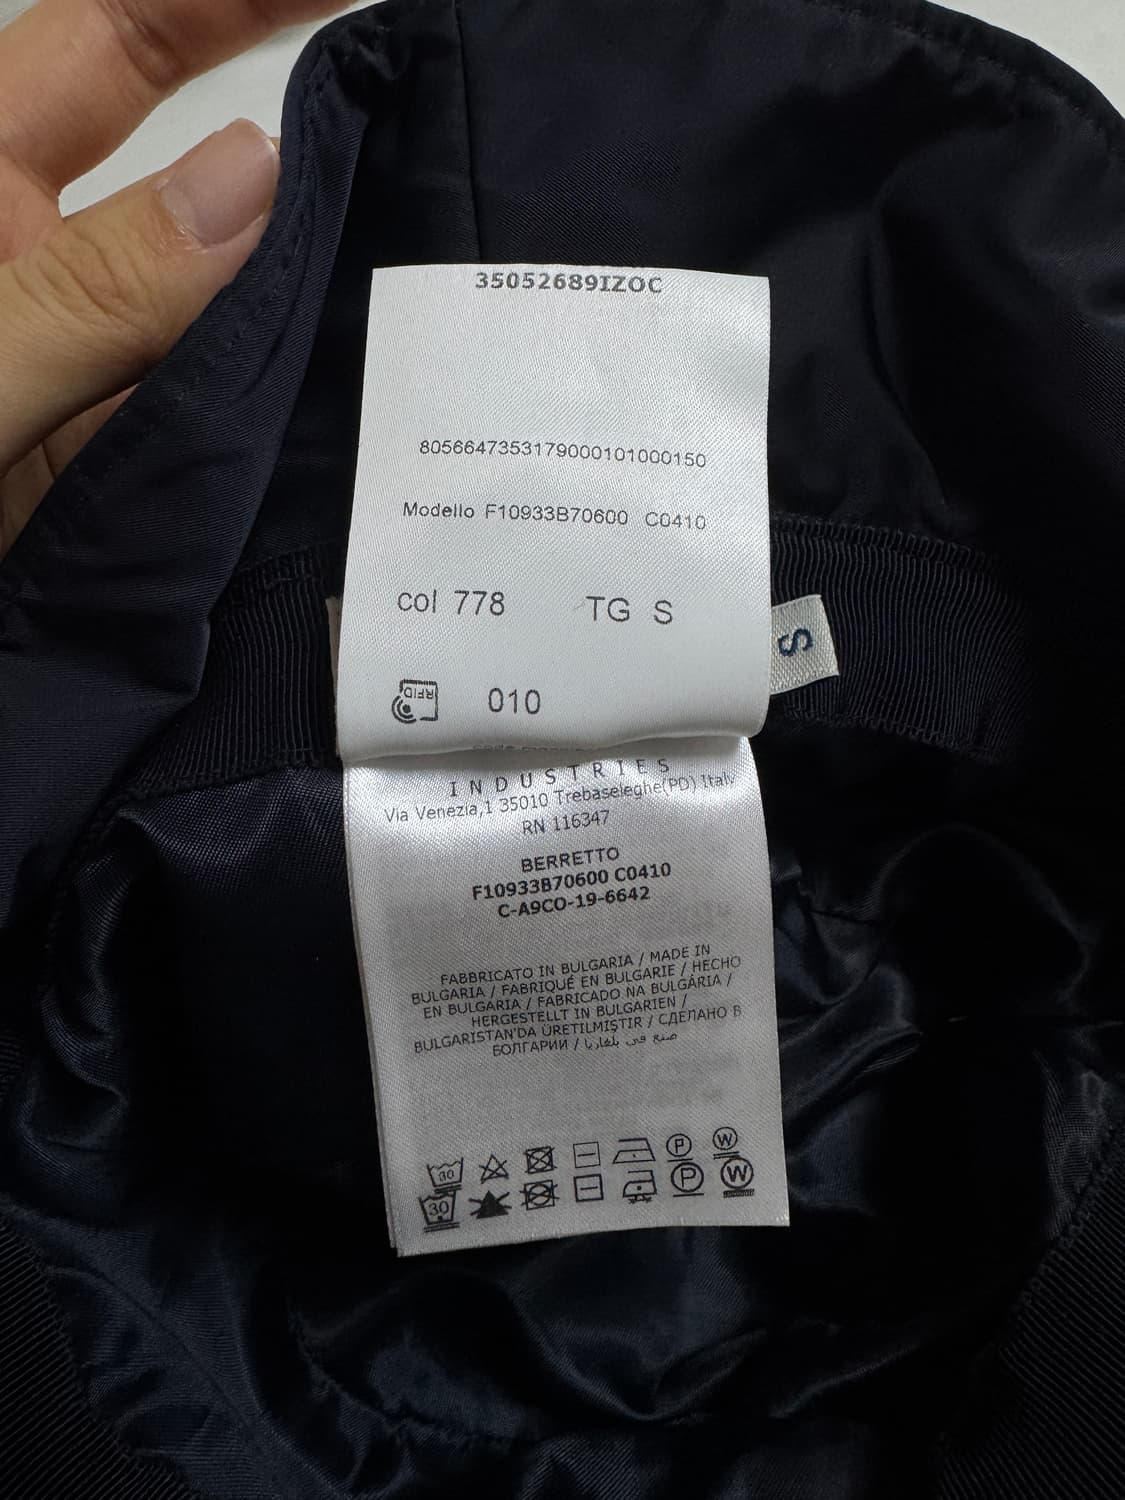 35052689IZOC
8056647353179000101000150
Modello F10933B70600 C0410
col 778 TG S
S
RFID 010
INDUSTRIES
Via Venezia,1 35010 Trebaseleghe(PD) Italy
RN 116347
BERRETTO
F10933B70600 C0410
C-A9CO-19-6642
FABBRICATO IN BULGARIA / MADE IN
BULGARIA / FABRIQUÉ EN BULGARIE / HECHO
EN BULGARIA / FABRICADO NA BULGÁRIA /
HERGESTELLT IN BULGARIEN /
BULGARISTAN'DA ÜRETILMIŞTIR / СДЕЛАНО В
БОЛГАРИИ / صنع في بلغاريا
30 P W
30 P W